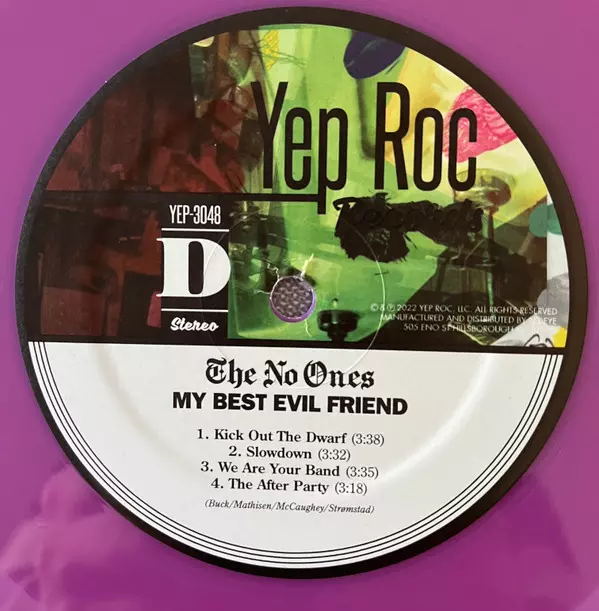 Yep Roc
Records
YEP-3048
D
Stereo
© & ℗ 2022 YEP ROC, LLC. ALL RIGHTS RESERVED
MANUFACTURED AND DISTRIBUTED BY
505 ENO ST HILLSBOROUGH
The No Ones
MY BEST EVIL FRIEND
1. Kick Out The Dwarf (3:38)
2. Slowdown (3:32)
3. We Are Your Band (3:35)
4. The After Party (3:18)
(Buck/Mathisen/McCaughey/Strømstad)